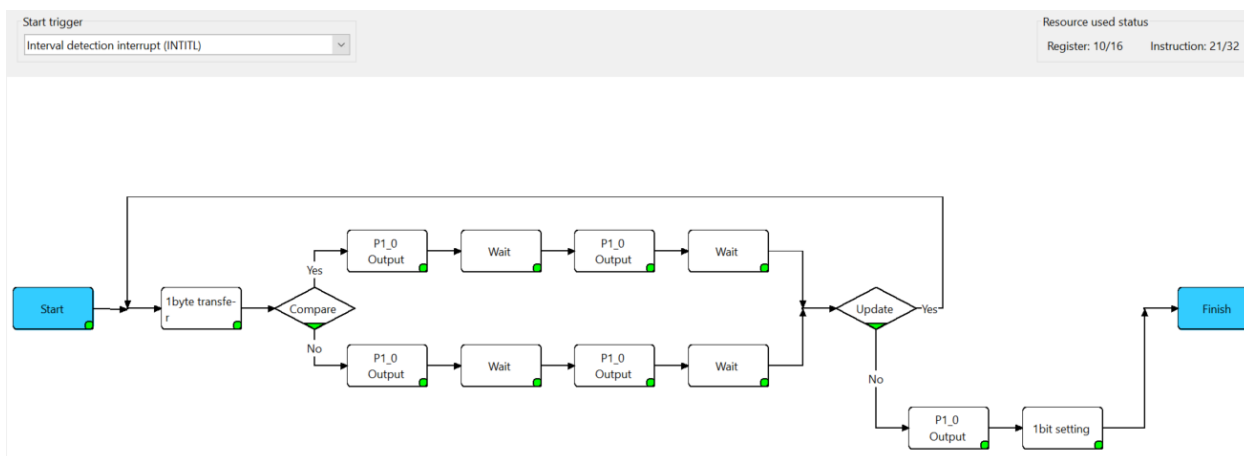 Start trigger
Resource used status
Interval detection interrupt (INTITL)
Register: 10/16 Instruction: 21/32
P1_0
Output
Wait
P1_0
Output
Wait
Yes
Start
1byte transfe-
r
Compare
Update
Yes
Finish
No
P1_0
Output
Wait
P1_0
Output
Wait
No
P1_0
Output
1bit setting